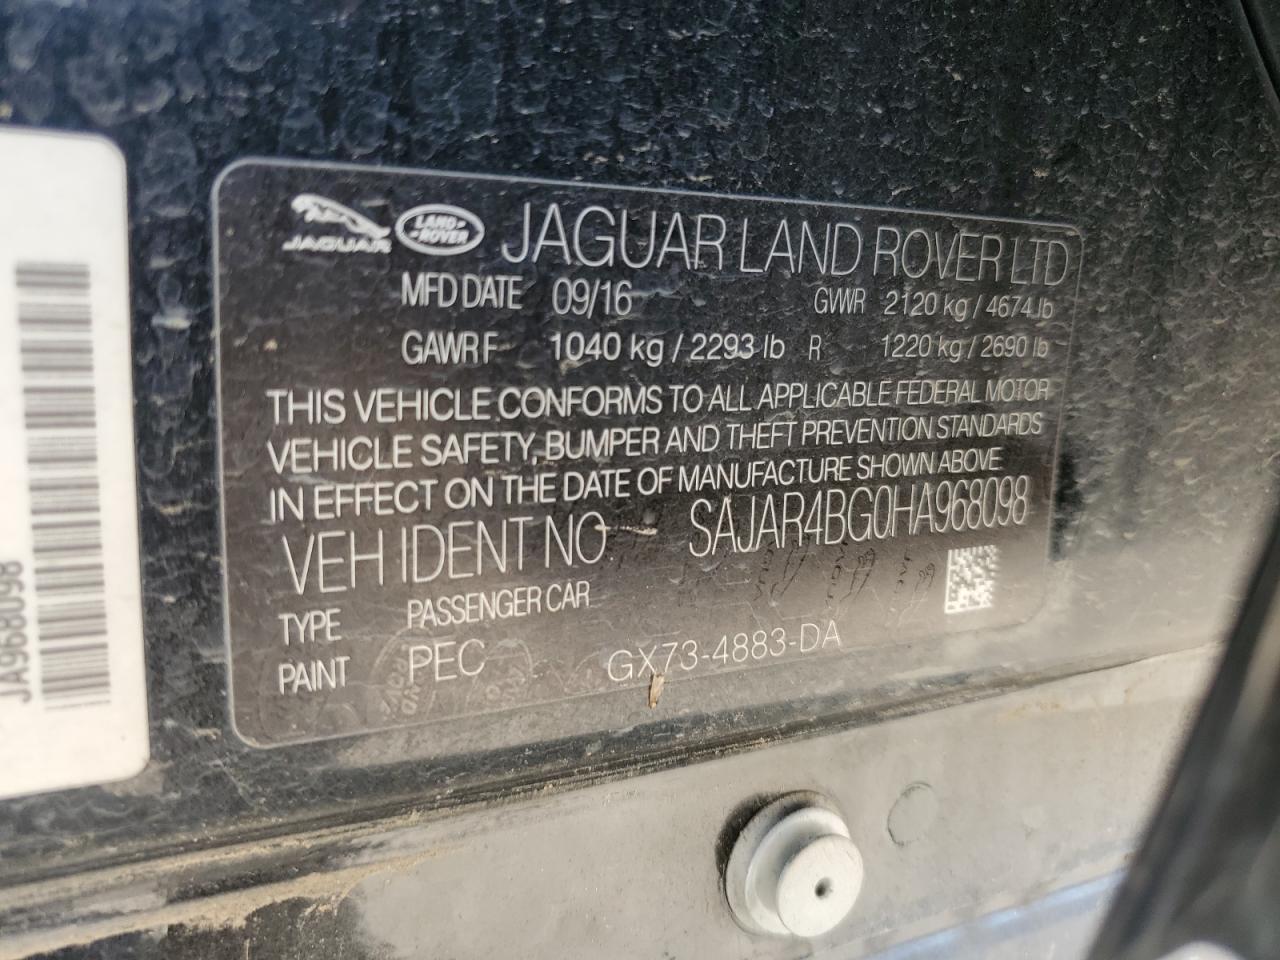 JAGUAR LAND ROVER JAGUAR LAND ROVER LTD
MFD DATE 09/16 GVWR 2120 kg / 4674 lb
GAWR F 1040 kg / 2293 lb R 1220 kg / 2690 lb
THIS VEHICLE CONFORMS TO ALL APPLICABLE FEDERAL MOTOR
VEHICLE SAFETY, BUMPER AND THEFT PREVENTION STANDARDS
IN EFFECT ON THE DATE OF MANUFACTURE SHOWN ABOVE
VEH IDENT NO SAJAR4BG0HA968098
TYPE PASSENGER CAR
PAINT PEC GX73-4883-DA
JA968098